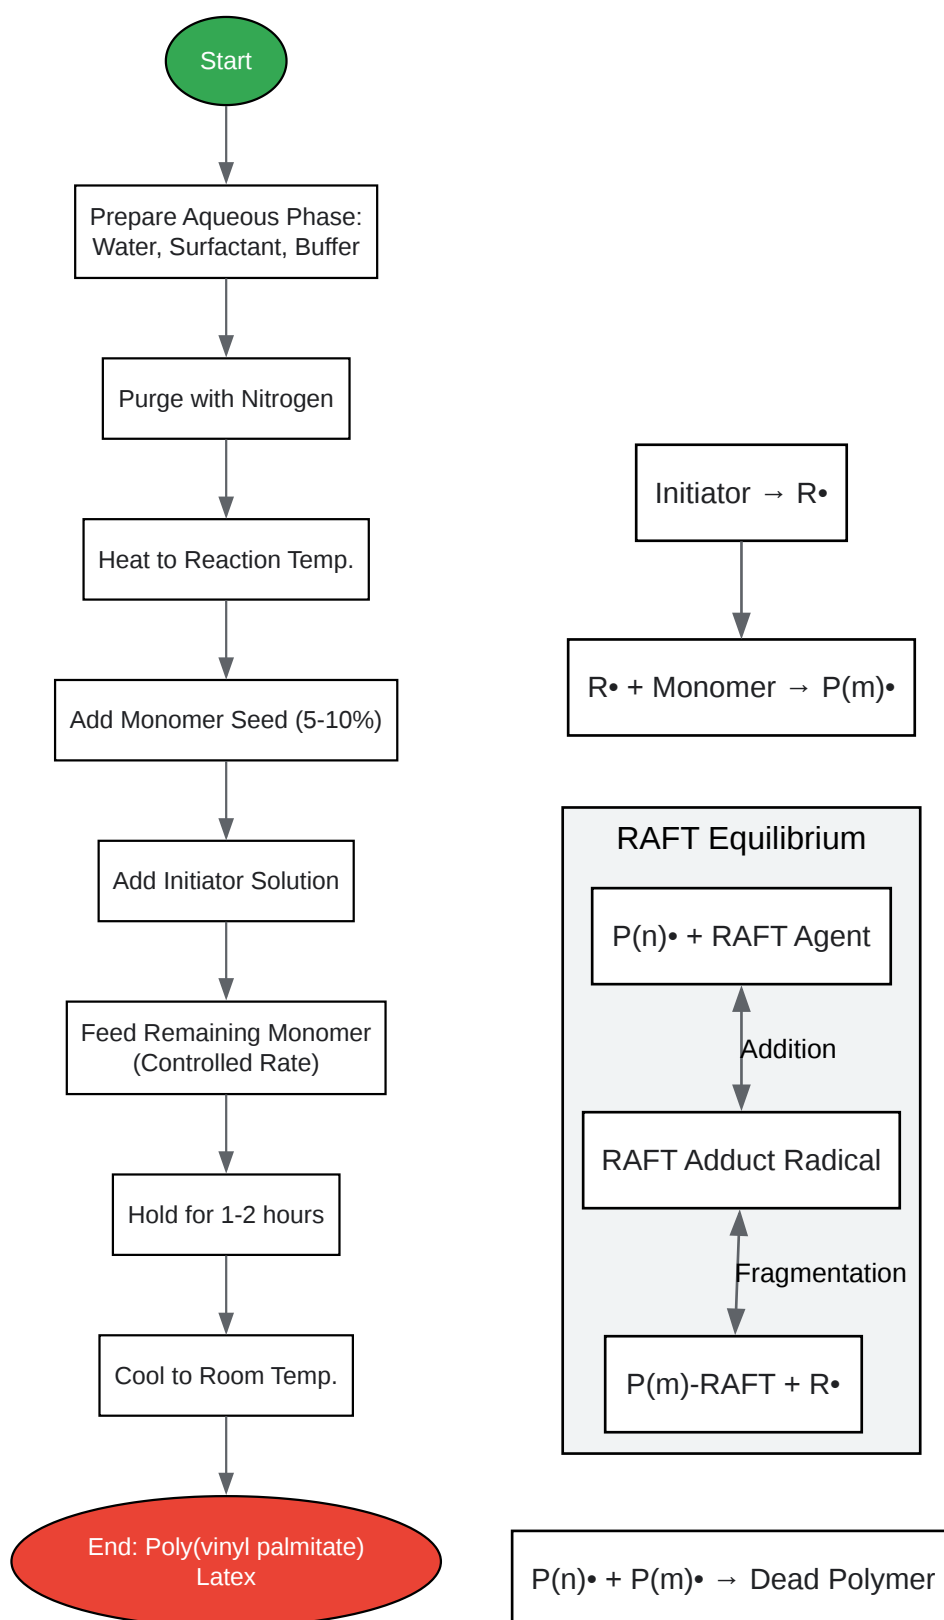 Start
Prepare Aqueous Phase:
Water, Surfactant, Buffer
Purge with Nitrogen
Heat to Reaction Temp.
Add Monomer Seed (5-10%)
Add Initiator Solution
Feed Remaining Monomer
(Controlled Rate)
Hold for 1-2 hours
Cool to Room Temp.
End: Poly(vinyl palmitate)
Latex
Initiator → R•
R• + Monomer → P(m)•
RAFT Equilibrium
P(n)• + RAFT Agent
Addition
RAFT Adduct Radical
Fragmentation
P(m)-RAFT + R•
P(n)• + P(m)• → Dead Polymer